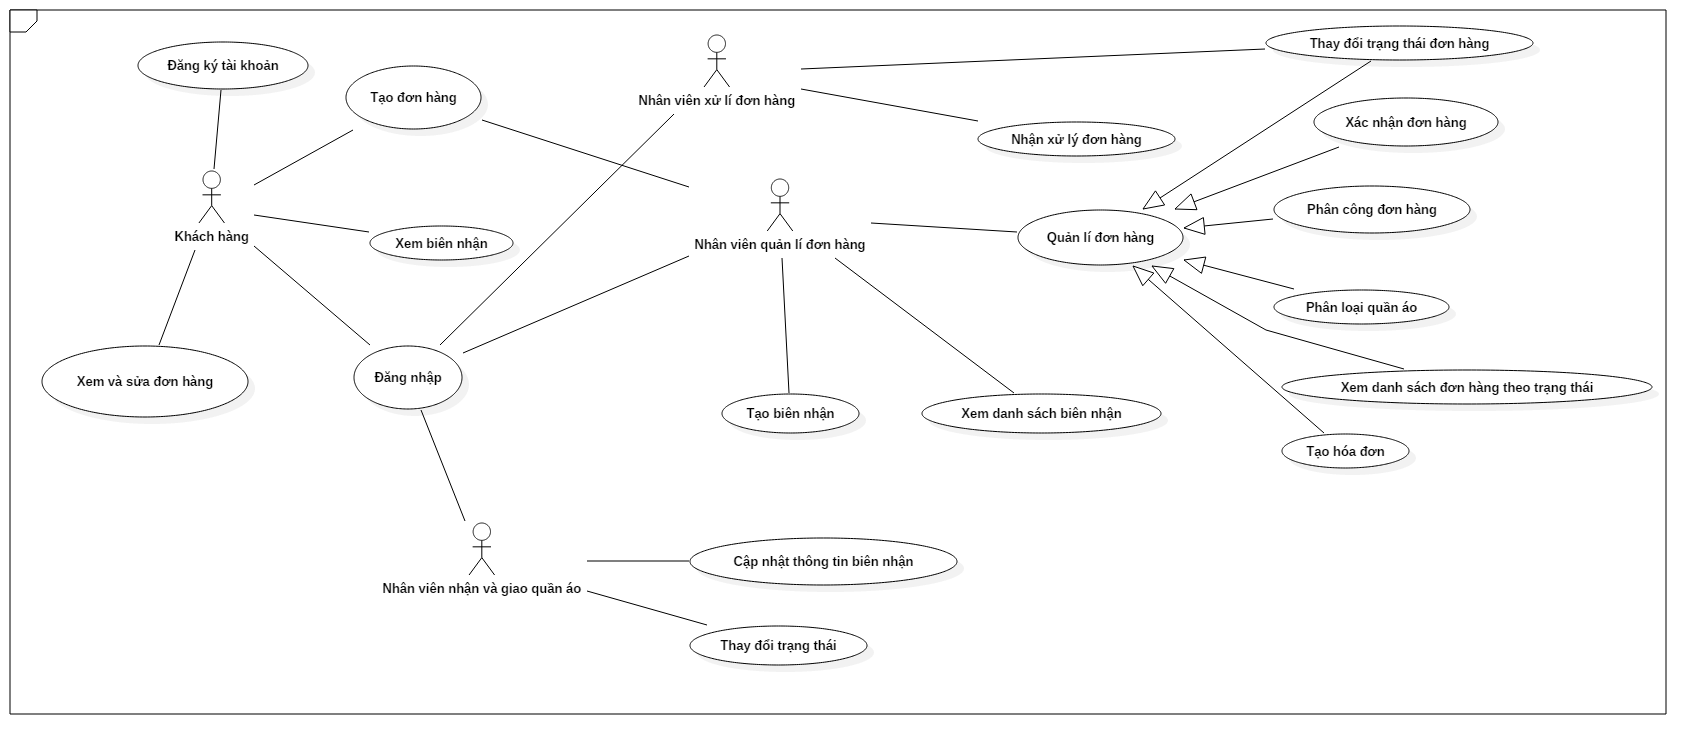 Đăng ký tài khoản
Tạo đơn hàng
Nhân viên xử lí đơn hàng
Thay đổi trạng thái đơn hàng
Xác nhận đơn hàng
Nhận xử lý đơn hàng
Khách hàng
Xem biên nhận
Nhân viên quản lí đơn hàng
Quản lí đơn hàng
Phân công đơn hàng
Phân loại quần áo
Xem và sửa đơn hàng
Đăng nhập
Tạo biên nhận
Xem danh sách biên nhận
Xem danh sách đơn hàng theo trạng thái
Tạo hóa đơn
Nhân viên nhận và giao quần áo
Cập nhật thông tin biên nhận
Thay đổi trạng thái